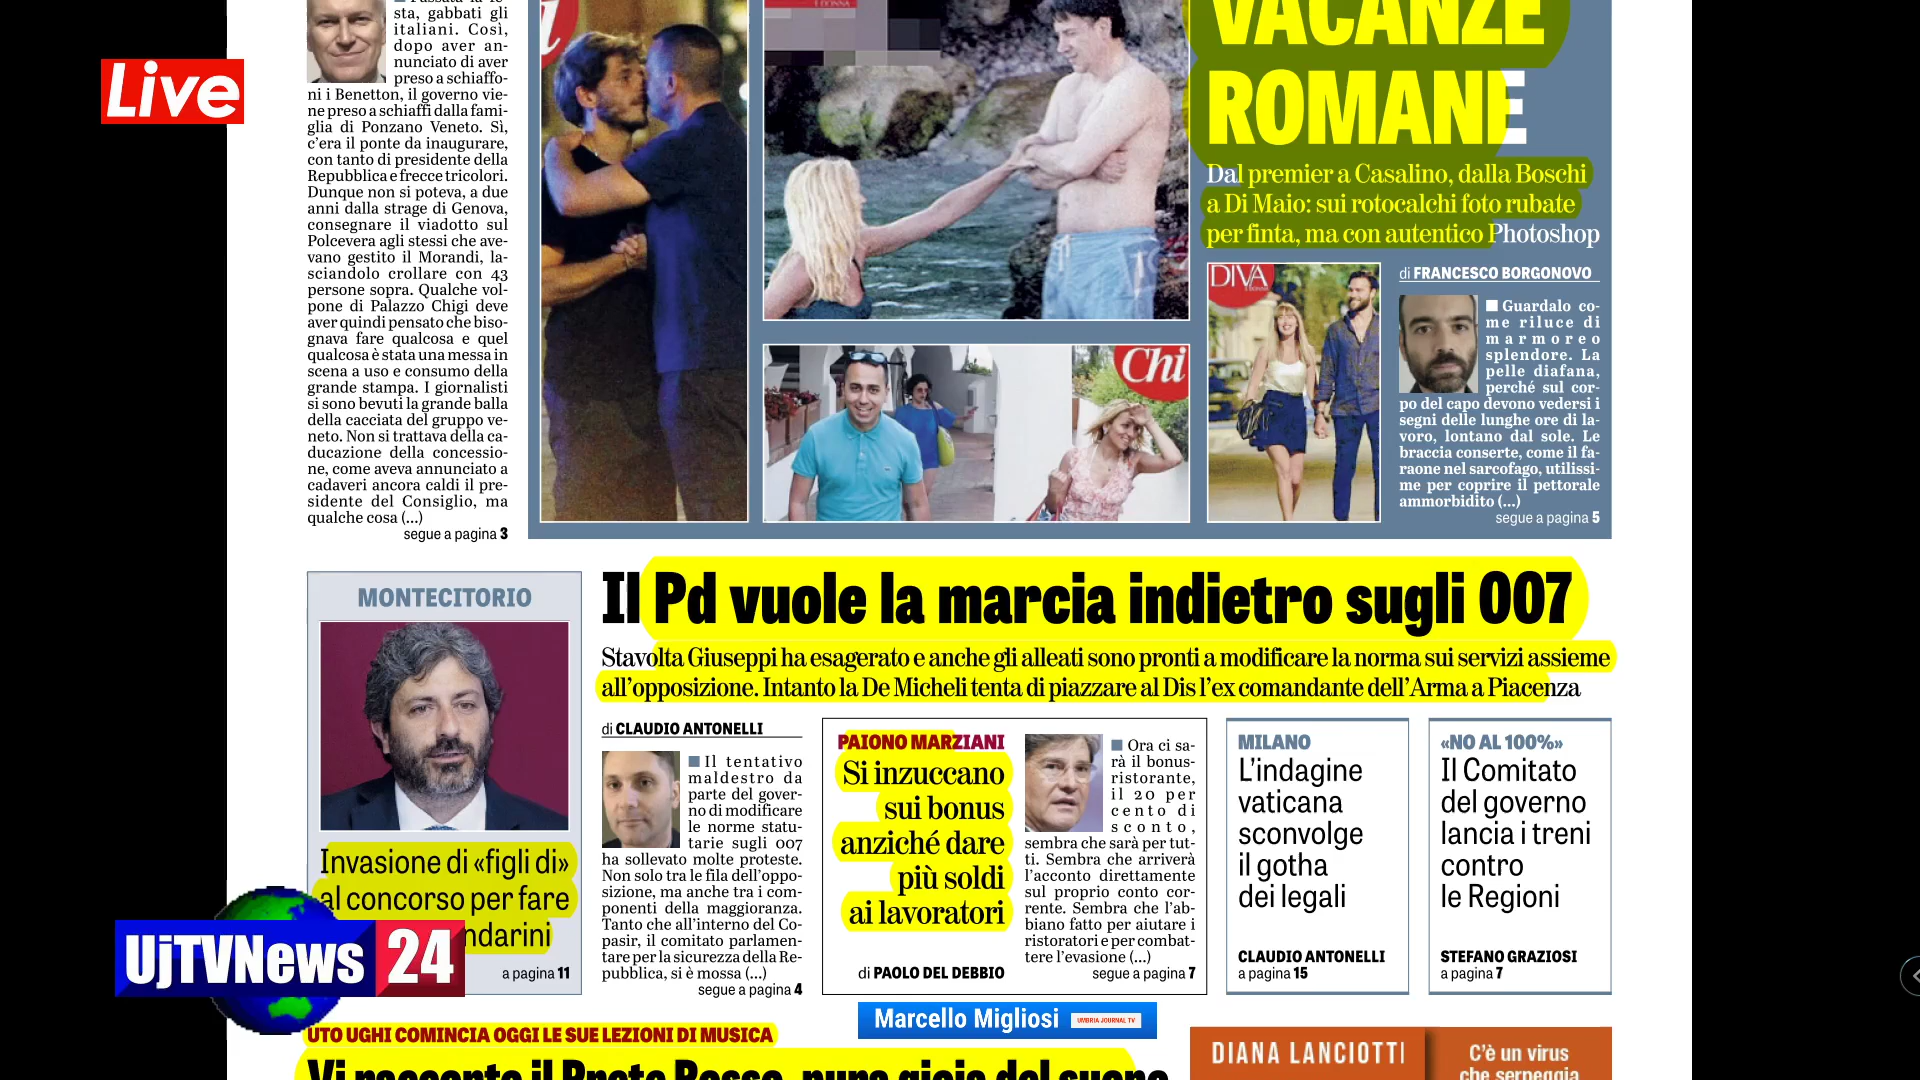 Live
sta, gabbati gli
italiani. Così,
dopo aver an-
nunciato di aver
preso a schiaffo-
ni i Benetton, il governo vie-
ne preso a schiaffi dalla fami-
glia di Ponzano Veneto. Sì,
c'era il ponte da inaugurare,
con tanto di presidente della
Repubblica e frecce tricolori.
Dunque non si poteva, a due
anni dalla strage di Genova,
consegnare il viadotto sul
Polcevera agli stessi che ave-
vano gestito il Morandi, la-
sciandolo crollare con 43
persone sopra. Qualche vol-
pone di Palazzo Chigi deve
aver quindi pensato che biso-
gnava fare qualcosa e quel
qualcosa è stata una messa in
scena a uso e consumo della
grande stampa. I giornalisti
si sono bevuti la grande balla
della cacciata del gruppo ve-
neto. Non si trattava della ca-
ducazione della concessio-
ne, come aveva annunciato a
cadaveri ancora caldi il pre-
sidente del Consiglio, ma
qualche cosa (...)
segue a pagina 3
VACANZE
ROMANE
Dal premier a Casalino, dalla Boschi
a Di Maio: sui rotocalchi foto rubate
per finta, ma con autentico Photoshop
Chi
DIVA
E DONNA
di FRANCESCO BORGONOVO
■ Guardalo co-
me riluce di
marmoreo
splendore. La
pelle diafana,
perché sul cor-
po del capo devono vedersi i
segni delle lunghe ore di la-
voro, lontano dal sole. Le
braccia conserte, come il fa-
raone nel sarcofago, utilissi-
me per coprire il pettorale
ammorbidito (...)
segue a pagina 5
MONTECITORIO
Invasione di «figli di»
al concorso per fare
ndarini
a pagina 11
Il Pd vuole la marcia indietro sugli 007
Stavolta Giuseppi ha esagerato e anche gli alleati sono pronti a modificare la norma sui servizi assieme
all'opposizione. Intanto la De Micheli tenta di piazzare al Dis l'ex comandante dell'Arma a Piacenza
di CLAUDIO ANTONELLI
■ Il tentativo
maldestro da
parte del gover-
no di modificare
le norme statu-
tarie sugli 007
ha sollevato molte proteste.
Non solo tra le fila dell'oppo-
sizione, ma anche tra i com-
ponenti della maggioranza.
Tanto che all'interno del Co-
pasir, il comitato parlamen-
tare per la sicurezza della Re-
pubblica, si è mossa (...)
segue a pagina 4
PAIONO MARZIANI
Si inzuccano
sui bonus
anziché dare
più soldi
ai lavoratori
di PAOLO DEL DEBBIO
■ Ora ci sa-
rà il bonus-
ristorante,
il 20 per
cento di
sconto,
sembra che sarà per tut-
ti. Sembra che arriverà
l'acconto direttamente
sul proprio conto cor-
rente. Sembra che l'ab-
biano fatto per aiutare i
ristoratori e per combat-
tere l'evasione (...)
segue a pagina 7
MILANO
L'indagine
vaticana
sconvolge
il gotha
dei legali
CLAUDIO ANTONELLI
a pagina 15
«NO AL 100%»
Il Comitato
del governo
lancia i treni
contro
le Regioni
STEFANO GRAZIOSI
a pagina 7
UjTVNews 24
Marcello Migliosi UMBRIA JOURNAL TV
UTO UGHI COMINCIA OGGI LE SUE LEZIONI DI MUSICA
Vi racconto il Prete Rosso, pura gioia del suono
DIANA LANCIOTTI
C'è un virus
che serpeggia